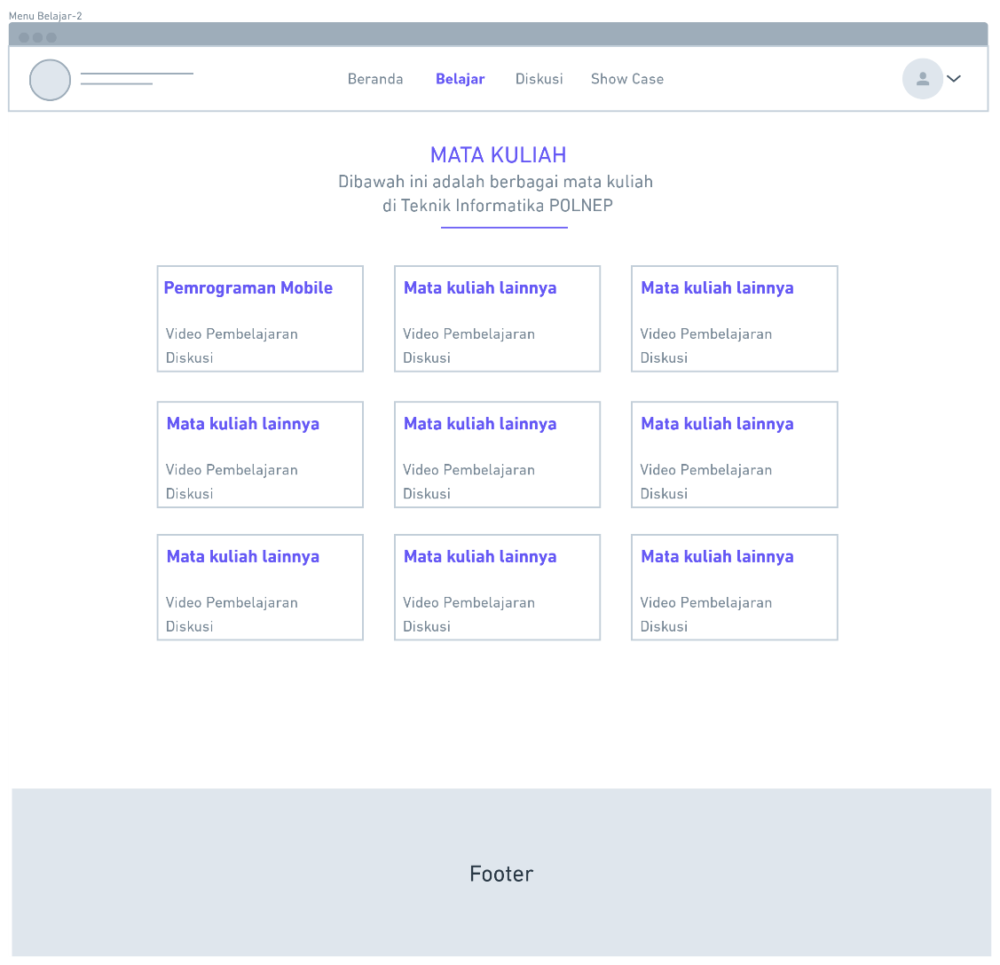 Menu Belajar-2
Beranda Belajar Diskusi Show Case
MATA KULIAH
Dibawah ini adalah berbagai mata kuliah
di Teknik Informatika POLNEP
Pemrograman Mobile
Video Pembelajaran
Diskusi
Mata kuliah lainnya
Video Pembelajaran
Diskusi
Mata kuliah lainnya
Video Pembelajaran
Diskusi
Mata kuliah lainnya
Video Pembelajaran
Diskusi
Mata kuliah lainnya
Video Pembelajaran
Diskusi
Mata kuliah lainnya
Video Pembelajaran
Diskusi
Mata kuliah lainnya
Video Pembelajaran
Diskusi
Mata kuliah lainnya
Video Pembelajaran
Diskusi
Mata kuliah lainnya
Video Pembelajaran
Diskusi
Footer